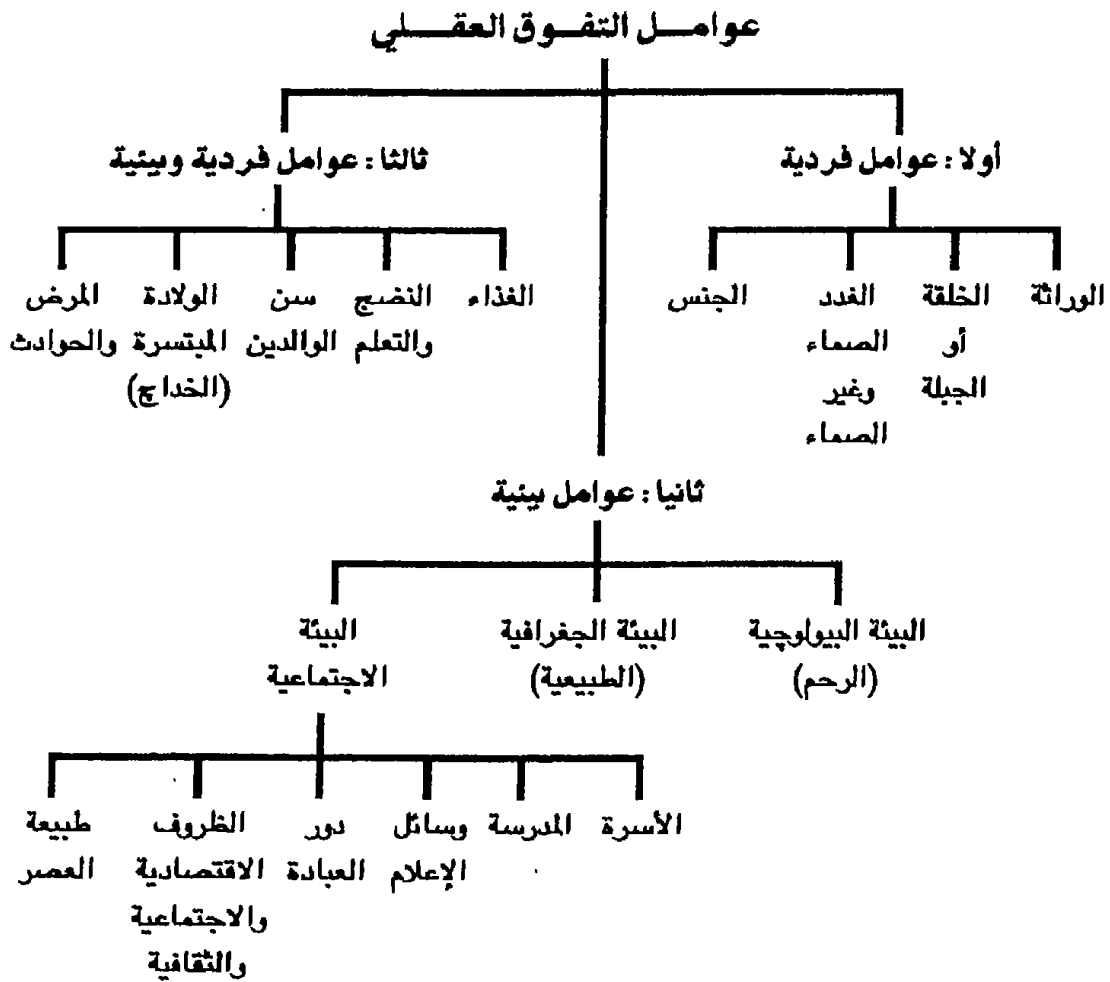 عوامل التفوق العقلي
أولا : عوامل فردية
ثالثا : عوامل فردية وبيئية
الوراثة
الخلقة
أو
الجبلة
الغدد
الصماء
وغير
الصماء
الجنس
الغذاء
النضج
والتعلم
سن
الوالدين
الولادة
المبتسرة
(الخداج)
المرض
والحوادث
ثانيا : عوامل بيئية
البيئة البيولوچية
(الرحم)
البيئة الجغرافية
(الطبيعية)
البيئة
الاجتماعية
الأسرة
المدرسة
وسائل
الإعلام
دور
العبادة
الظروف
الاقتصادية
والاجتماعية
والثقافية
طبيعة
العصر